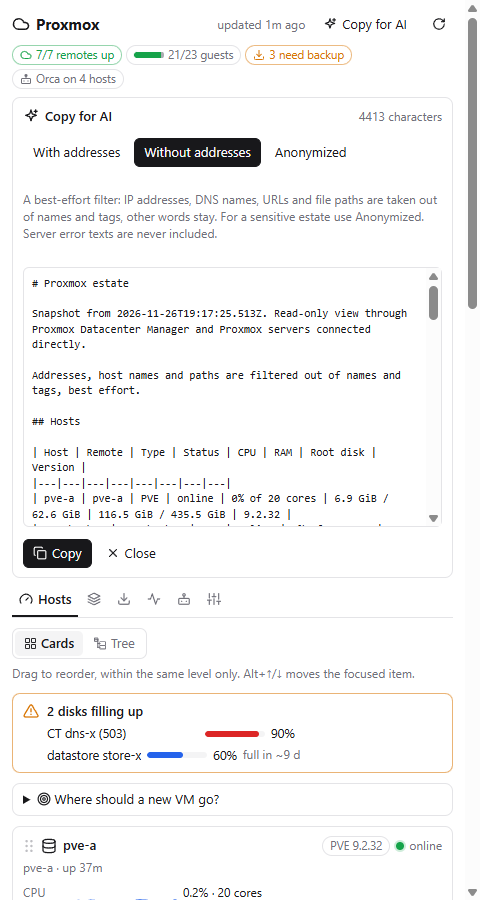 Proxmox updated 1m ago Copy for AI
7/7 remotes up 21/23 guests 3 need backup
Orca on 4 hosts
Copy for AI 4413 characters
With addresses Without addresses Anonymized
A best-effort filter: IP addresses, DNS names, URLs and file paths are taken out
of names and tags, other words stay. For a sensitive estate use Anonymized.
Server error texts are never included.
# Proxmox estate
Snapshot from 2026-11-26T19:17:25.513Z. Read-only view through
Proxmox Datacenter Manager and Proxmox servers connected
directly.
Addresses, host names and paths are filtered out of names and
tags, best effort.
## Hosts
| Host | Remote | Type | Status | CPU | RAM | Root disk |
Version |
|---|---|---|---|---|---|---|---|
| pve-a | pve-a | PVE | online | 0% of 20 cores | 6.9 GiB /
62.6 GiB | 116.5 GiB / 435.5 GiB | 9.2.32 |
Copy Close
Hosts
Cards Tree
Drag to reorder, within the same level only. Alt+↑/↓ moves the focused item.
2 disks filling up
CT dns-x (503) 90%
datastore store-x 60% full in ~9 d
Where should a new VM go?
pve-a PVE 9.2.32 online
pve-a · up 37m
CPU 0.2% · 20 cores